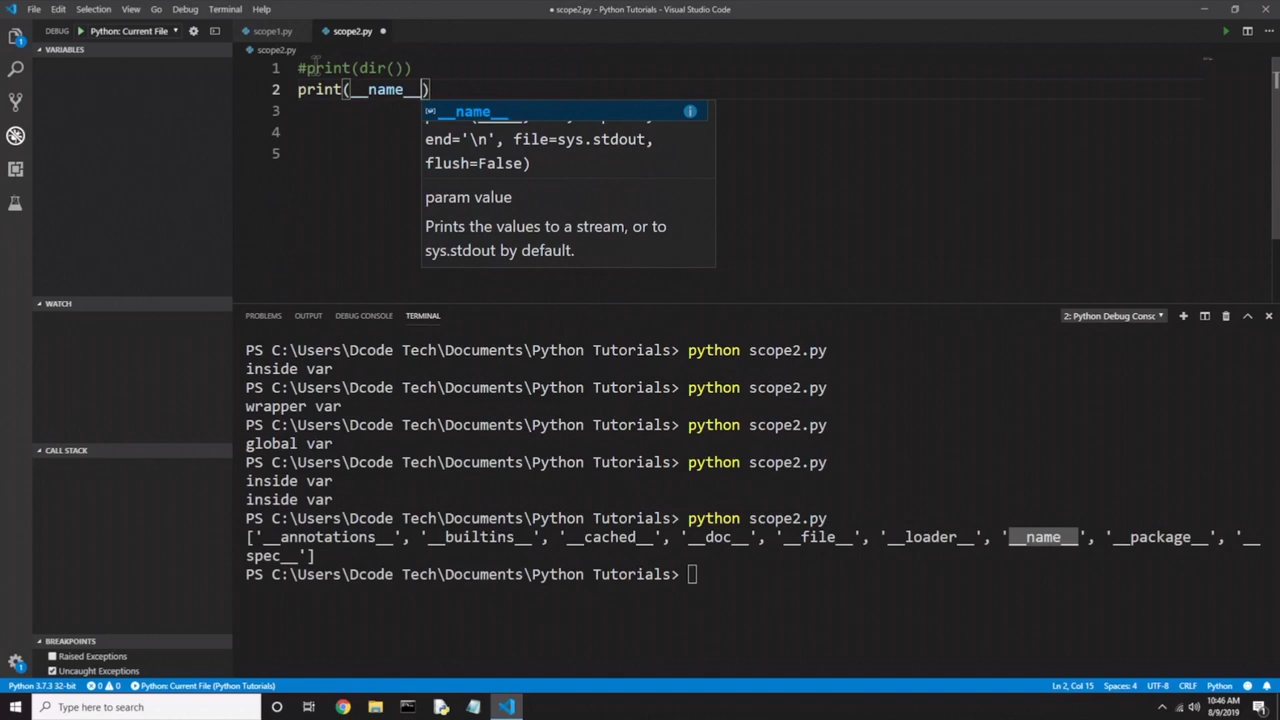 File Edit Selection View Go Debug Terminal Help
● scope2.py - Python Tutorials - Visual Studio Code
DEBUG Python: Current File
scope1.py scope2.py
VARIABLES
scope2.py
1 #print(dir())
2 print(__name__)
3
4
5
__name__
end='\n', file=sys.stdout,
flush=False)
param value
Prints the values to a stream, or to
sys.stdout by default.
WATCH
PROBLEMS OUTPUT DEBUG CONSOLE TERMINAL
2: Python Debug Consc
PS C:\Users\Dcode Tech\Documents\Python Tutorials> python scope2.py
inside var
PS C:\Users\Dcode Tech\Documents\Python Tutorials> python scope2.py
wrapper var
PS C:\Users\Dcode Tech\Documents\Python Tutorials> python scope2.py
global var
PS C:\Users\Dcode Tech\Documents\Python Tutorials> python scope2.py
inside var
inside var
PS C:\Users\Dcode Tech\Documents\Python Tutorials> python scope2.py
['__annotations__', '__builtins__', '__cached__', '__doc__', '__file__', '__loader__', '__name__', '__package__', '__
spec__']
PS C:\Users\Dcode Tech\Documents\Python Tutorials>
CALL STACK
BREAKPOINTS
Raised Exceptions
Uncaught Exceptions
Python 3.7.3 32-bit 0 0 Python: Current File (Python Tutorials)
Ln 2, Col 15 Spaces: 4 UTF-8 CRLF Python 1
Type here to search
10:46 AM
8/9/2019